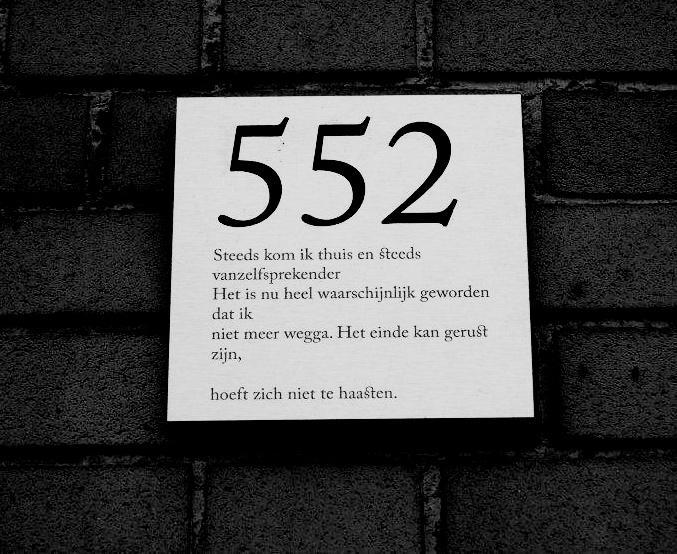 552
Steeds kom ik thuis en steeds
vanzelfsprekender
Het is nu heel waarschijnlijk geworden
dat ik
niet meer wegga. Het einde kan gerust
zijn,
hoeft zich niet te haasten.